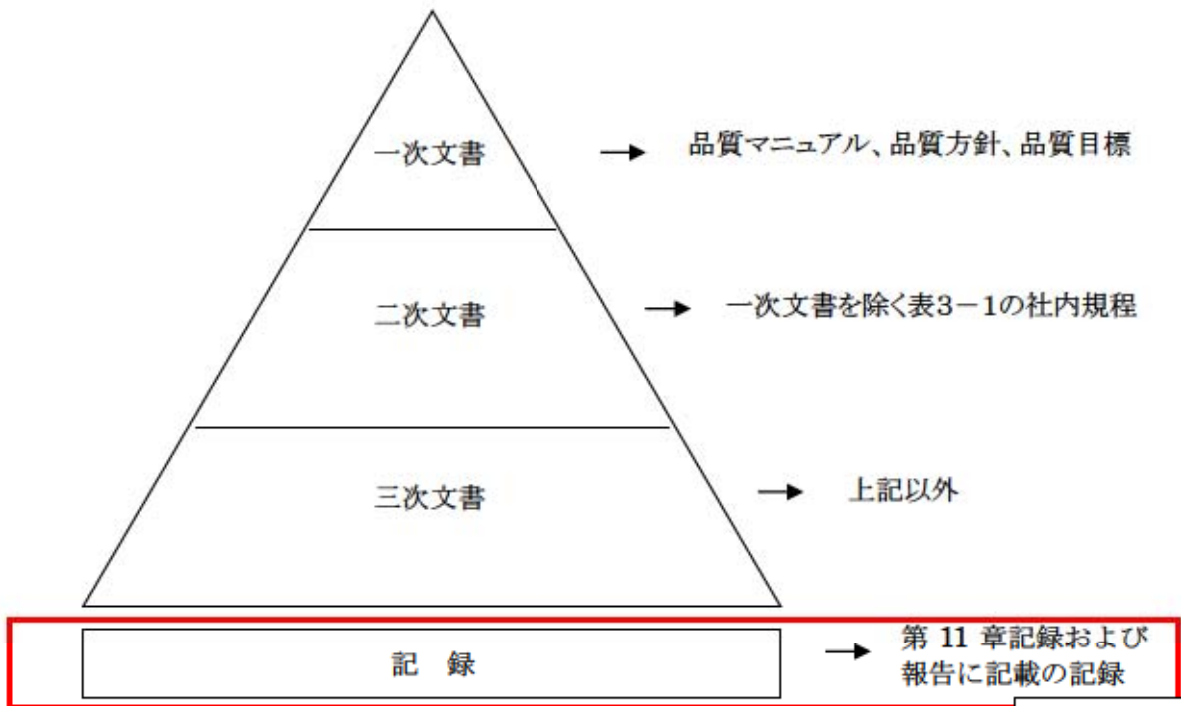 一次文書
品質マニュアル、品質方針、品質目標
二次文書
一次文書を除く表3－1の社内規程
三次文書
上記以外
記　録
第 11 章記録および
報告に記載の記録